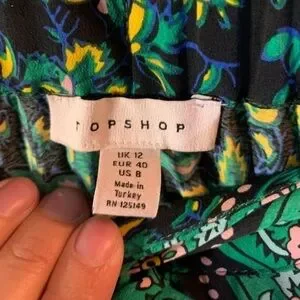 TOPSHOP
UK 12
EUR 40
US 8
Made in
Turkey
RN 125149